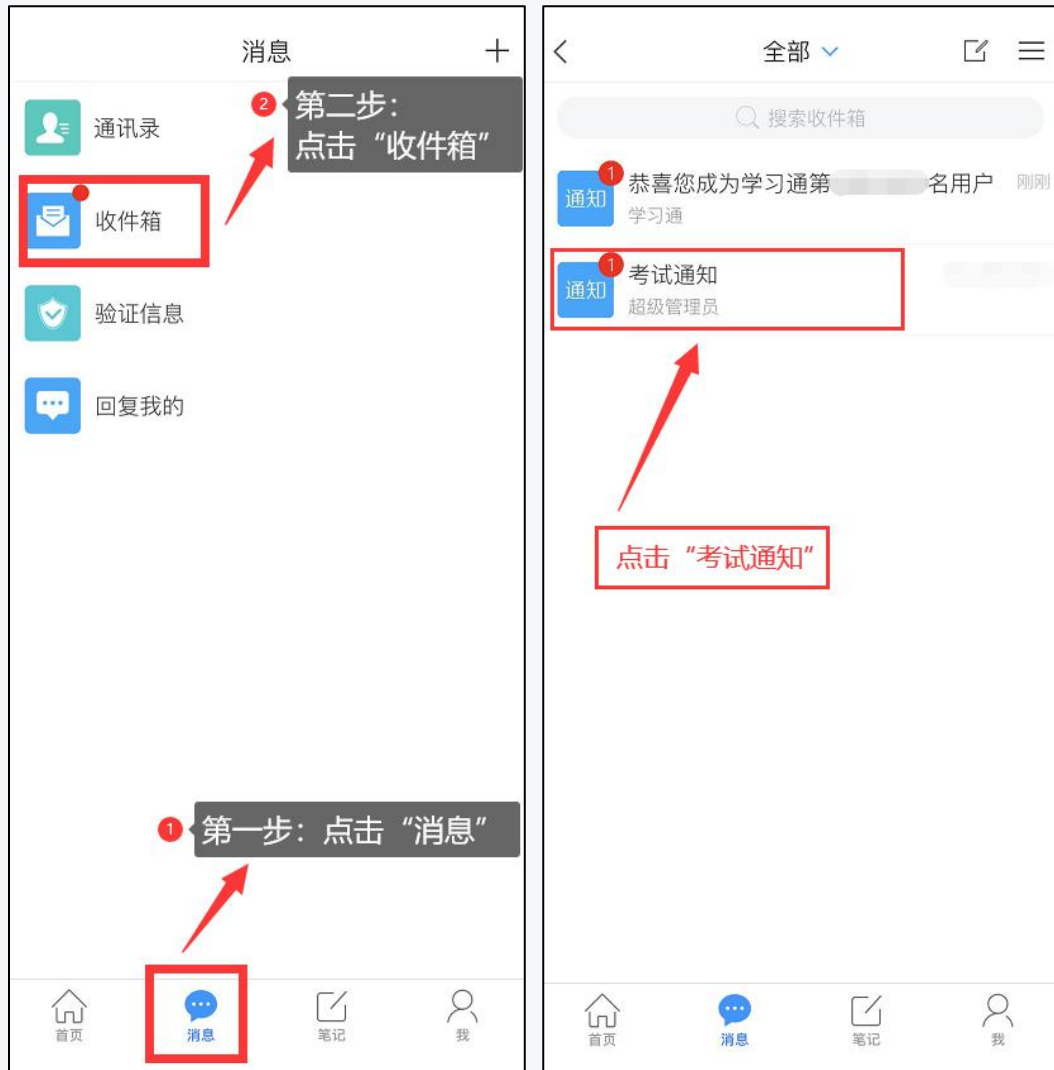 消息
通讯录
2
第二步：
点击“收件箱”
收件箱
验证信息
回复我的
1
第一步：点击“消息”
首页
消息
笔记
我
全部
搜索收件箱
通知
1
恭喜您成为学习通第
名用户
刚刚
学习通
通知
1
考试通知
超级管理员
点击“考试通知”
首页
消息
笔记
我